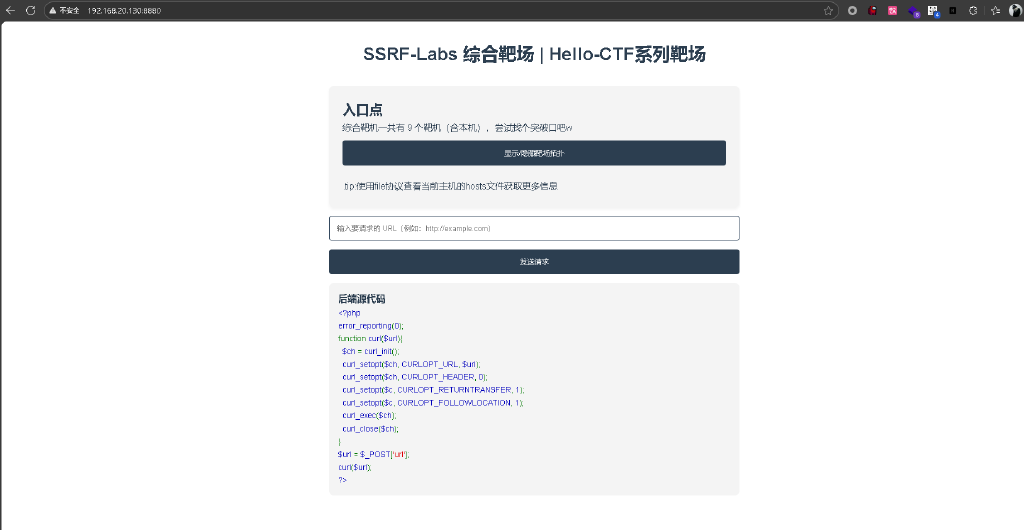 不安全 192.168.20.130:8880
SSRF-Labs 综合靶场 | Hello-CTF系列靶场
入口点
综合靶机一共有 9 个靶机（含本机），尝试找个突破口吧w
显示/隐藏靶场拓扑
tip:使用file协议查看当前主机的hosts文件获取更多信息
输入要请求的 URL（例如：http://example.com）
发送请求
后端源代码
<?php
error_reporting(0);
function curl($url){
$ch = curl_init();
curl_setopt($ch, CURLOPT_URL, $url);
curl_setopt($ch, CURLOPT_HEADER, 0);
curl_setopt($c, CURLOPT_RETURNTRANSFER, 1);
curl_setopt($c, CURLOPT_FOLLOWLOCATION, 1);
curl_exec($ch);
curl_close($ch);
}
$url = $_POST['url'];
curl($url);
?>